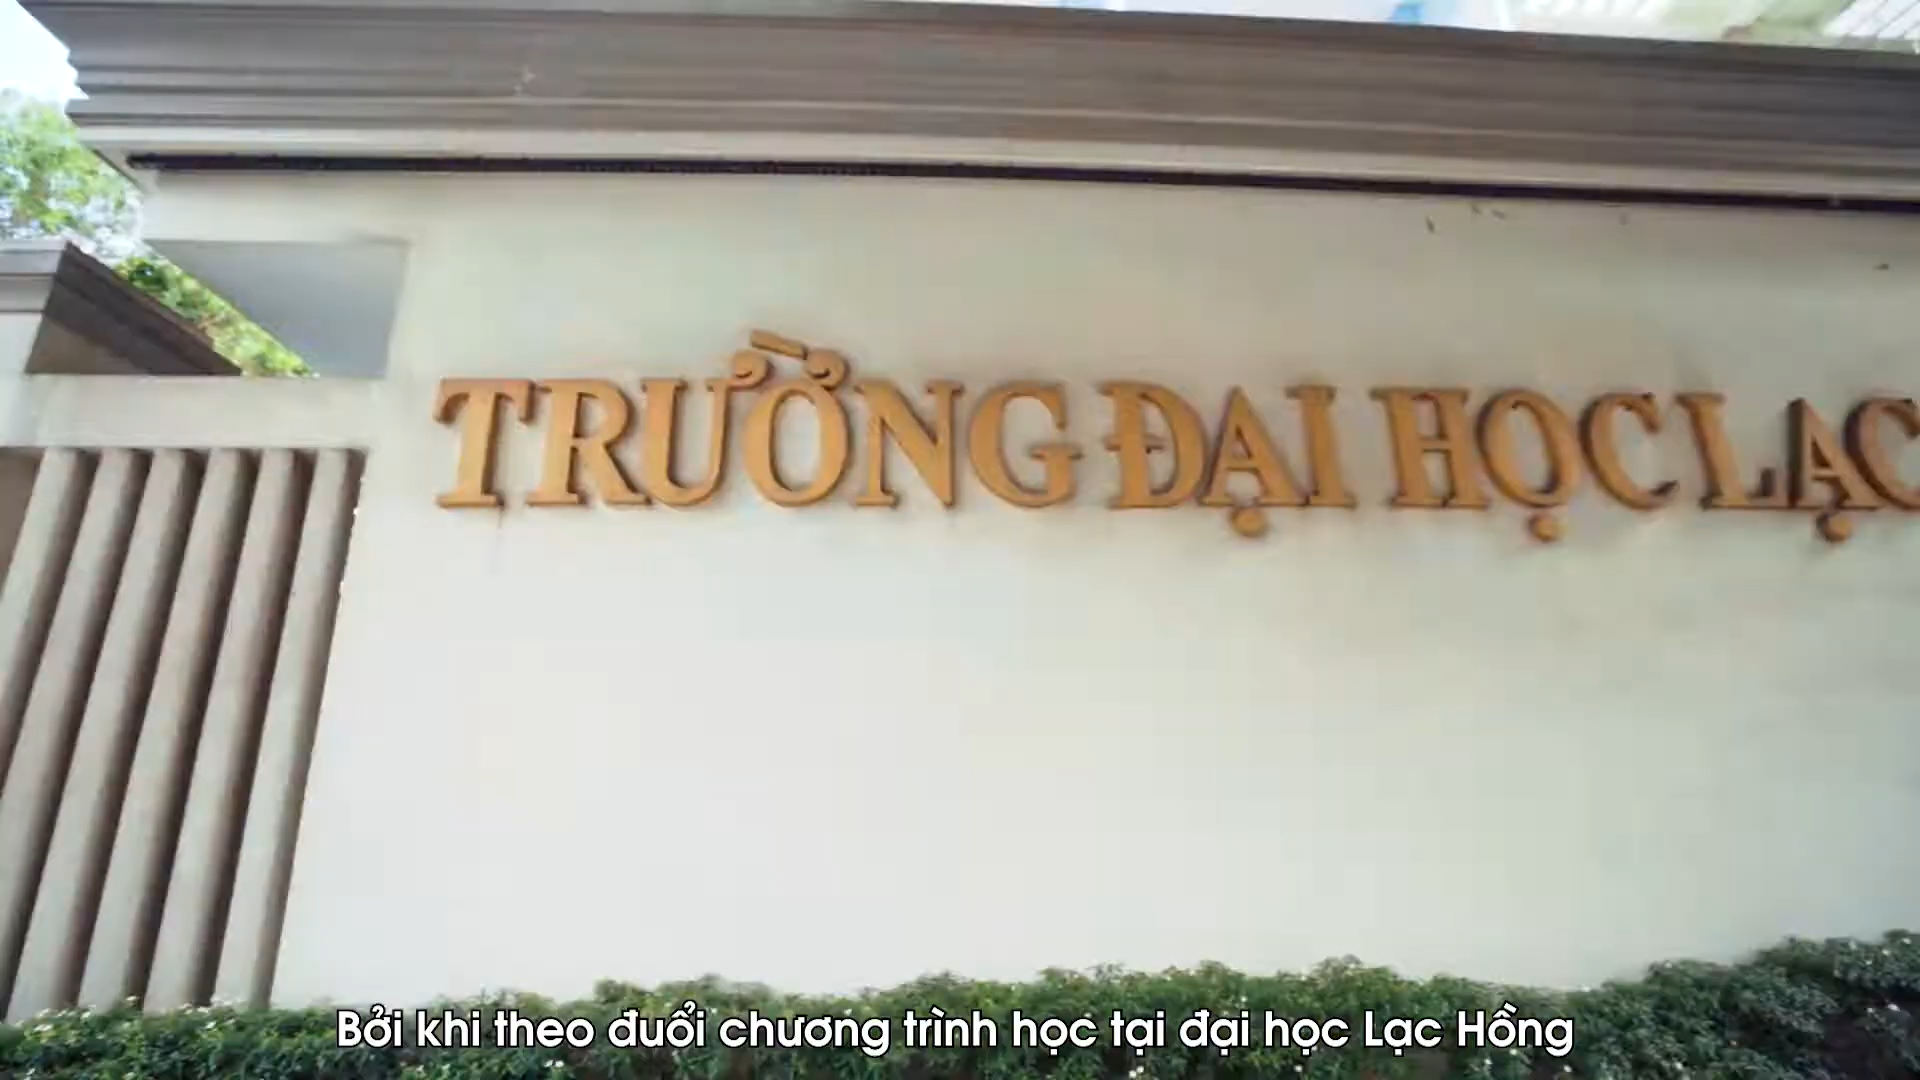 TRƯỜNG ĐẠI HỌC LẠC
Bởi khi theo đuổi chương trình học tại đại học Lạc Hồng